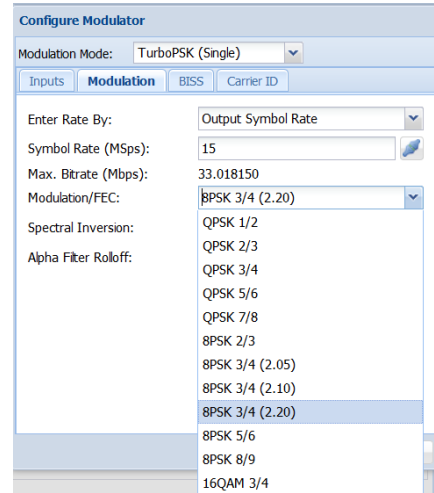 Configure Modulator
Modulation Mode: TurboPSK (Single)
Inputs Modulation BISS Carrier ID
Enter Rate By: Output Symbol Rate
Symbol Rate (MSps): 15
Max. Bitrate (Mbps): 33.018150
Modulation/FEC: 8PSK 3/4 (2.20)
Spectral Inversion:
Alpha Filter Rolloff:
QPSK 1/2
QPSK 2/3
QPSK 3/4
QPSK 5/6
QPSK 7/8
8PSK 2/3
8PSK 3/4 (2.05)
8PSK 3/4 (2.10)
8PSK 3/4 (2.20)
8PSK 5/6
8PSK 8/9
16QAM 3/4